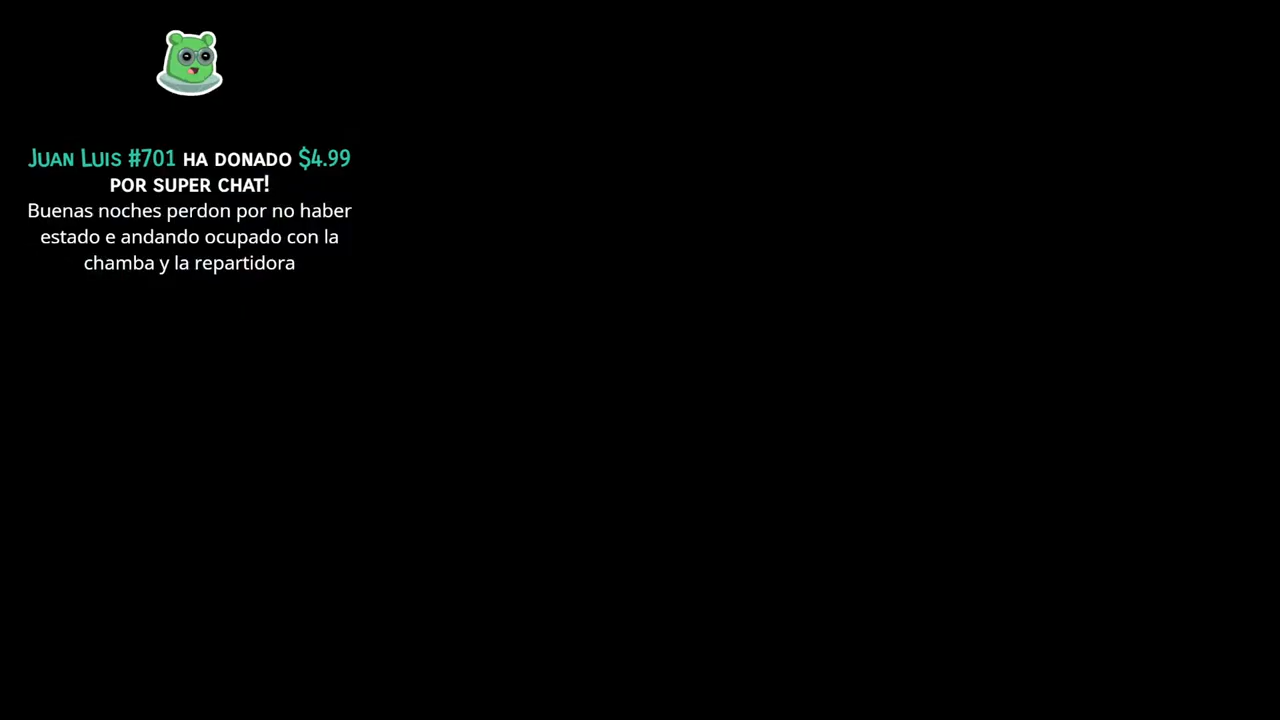 Juan Luis #701 ha donado $4.99
por super chat!
Buenas noches perdon por no haber
estado e andando ocupado con la
chamba y la repartidora